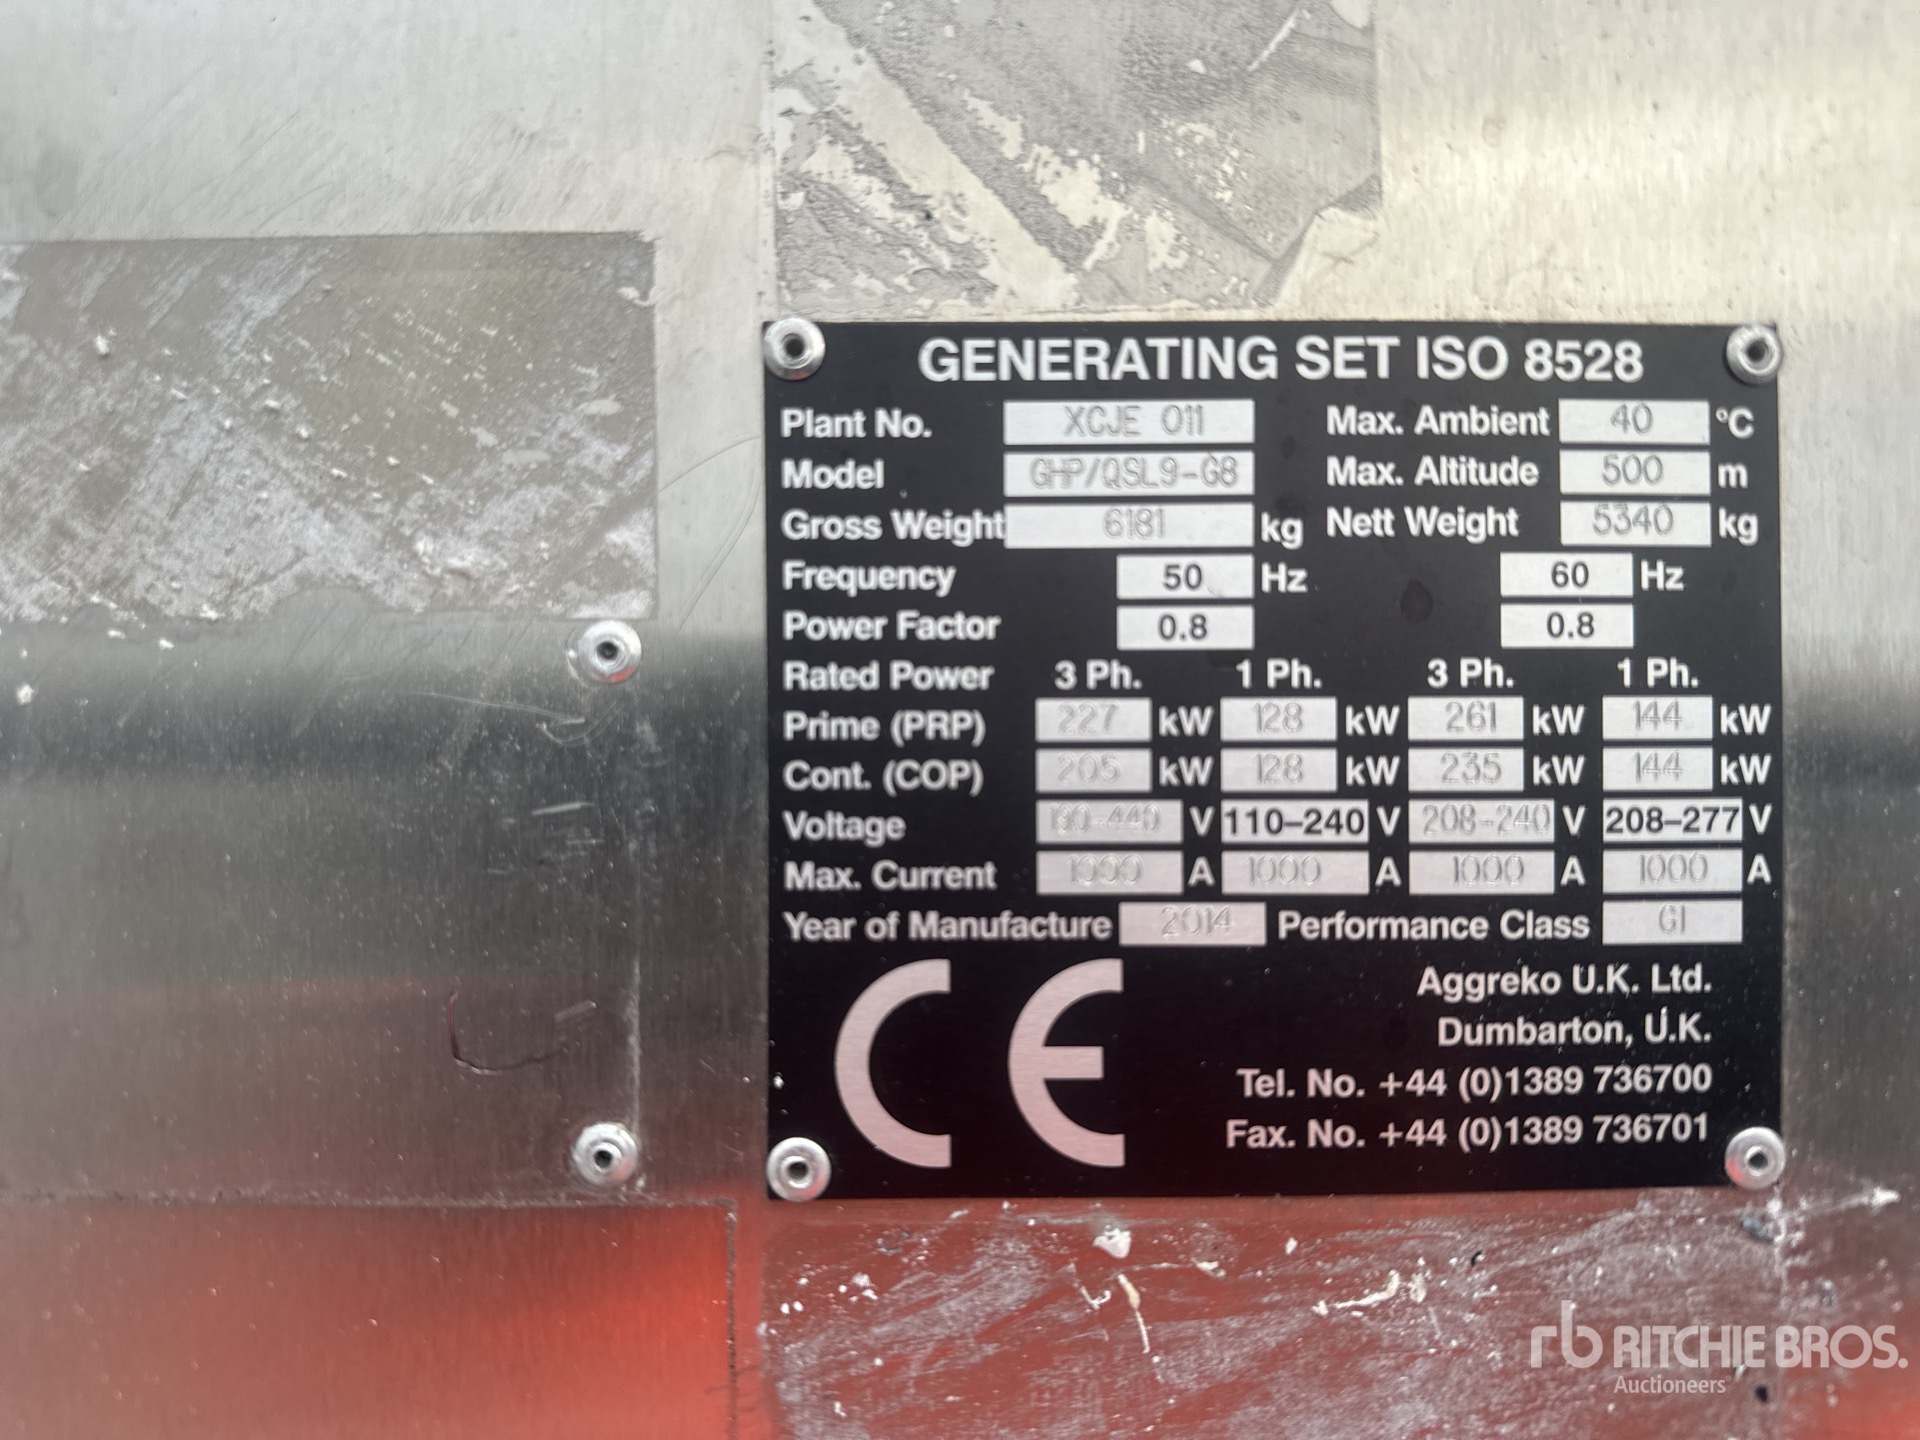 GENERATING SET ISO 8528
Plant No. XCJE 011 Max. Ambient 40 °C
Model GHP/QSL9-G8 Max. Altitude 500 m
Gross Weight 6181 kg Nett Weight 5340 kg
Frequency 50 Hz 60 Hz
Power Factor 0.8 0.8
Rated Power 3 Ph. 1 Ph. 3 Ph. 1 Ph.
Prime (PRP) 227 kW 128 kW 261 kW 144 kW
Cont. (COP) 205 kW 128 kW 235 kW 144 kW
Voltage 190-440 V 110–240 V 208-240 V 208–277 V
Max. Current 1000 A 1000 A 1000 A 1000 A
Year of Manufacture 2014 Performance Class G1
CE
Aggreko U.K. Ltd.
Dumbarton, U.K.
Tel. No. +44 (0)1389 736700
Fax. No. +44 (0)1389 736701
rb RITCHIE BROS.
Auctioneers